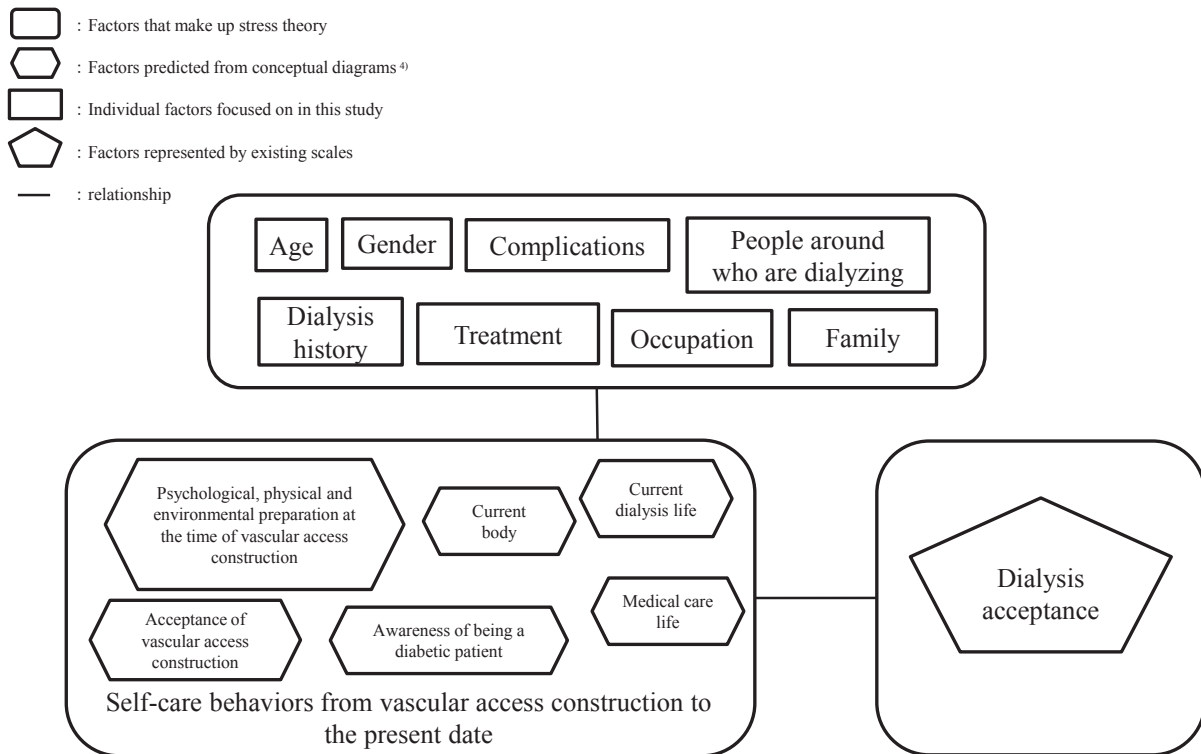 : Factors that make up stress theory
: Factors predicted from conceptual diagrams 4)
: Individual factors focused on in this study
: Factors represented by existing scales
: relationship
Age
Gender
Complications
People around
who are dialyzing
Dialysis
history
Treatment
Occupation
Family
Psychological, physical and
environmental preparation at
the time of vascular access
construction
Current
body
Current
dialysis life
Acceptance of
vascular access
construction
Awareness of being a
diabetic patient
Medical care
life
Self-care behaviors from vascular access construction to
the present date
Dialysis
acceptance